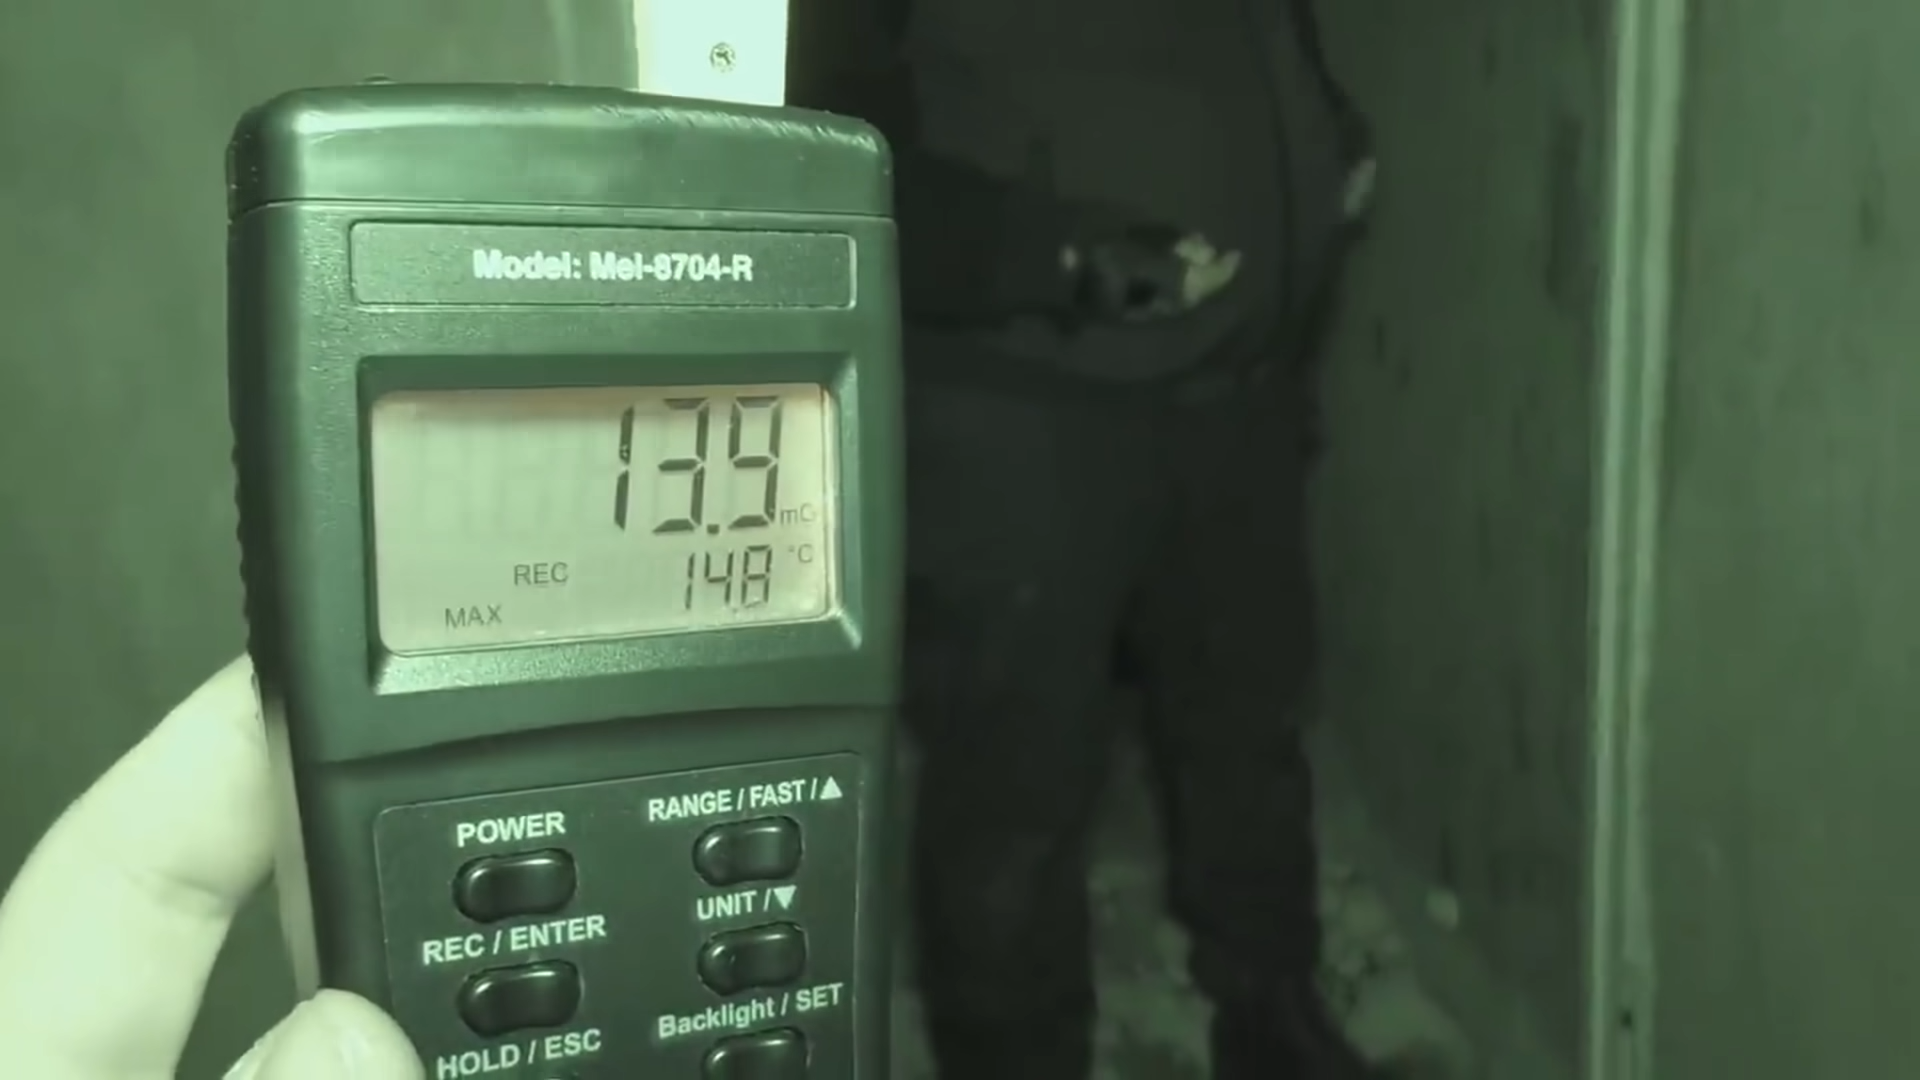 Model: Mel-8704-R
13.9 mG
REC 14.8 °C
MAX
POWER
RANGE / FAST / ▲
REC / ENTER
UNIT / ▼
HOLD / ESC
Backlight / SET